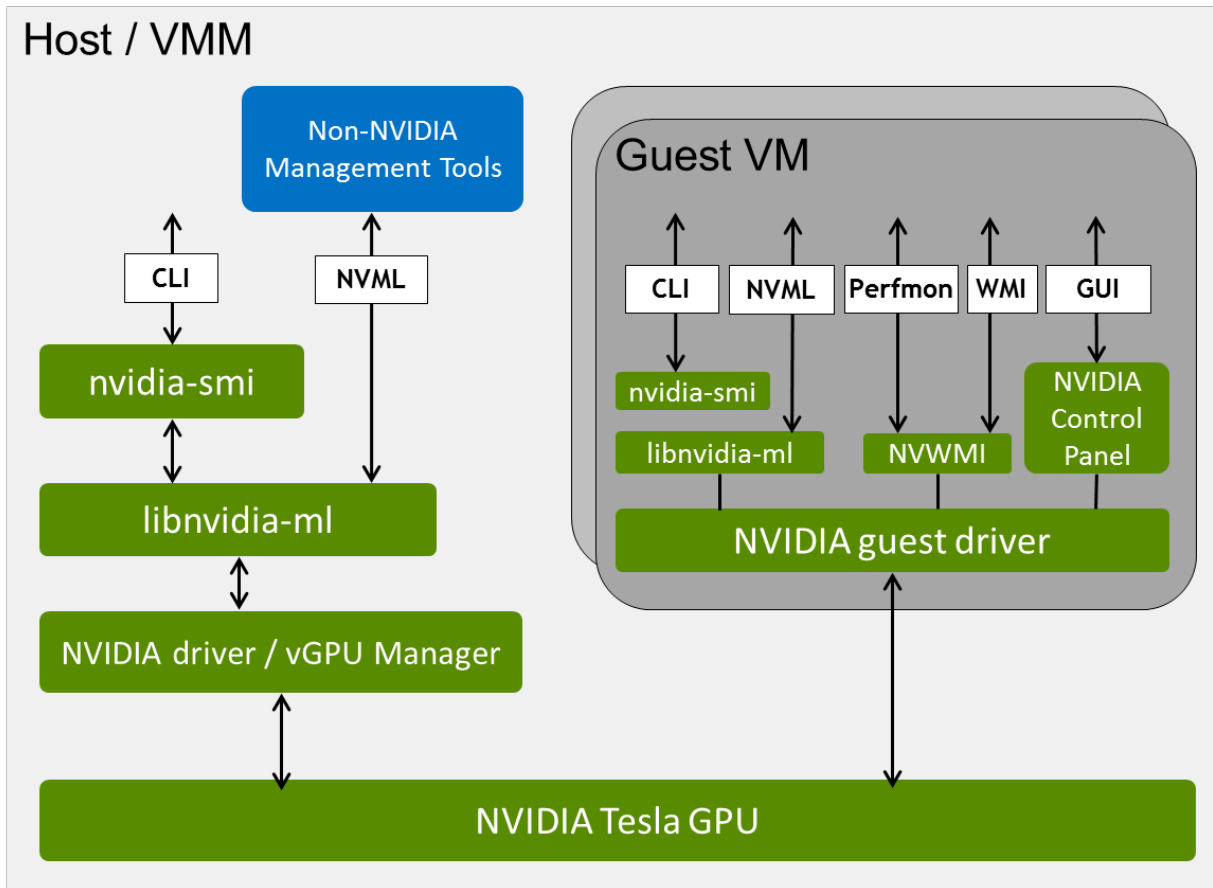 Host / VMM
Non-NVIDIA
Management Tools
CLI
NVML
nvidia-smi
libnvidia-ml
NVIDIA driver / vGPU Manager
Guest VM
CLI
NVML
Perfmon
WMI
GUI
nvidia-smi
libnvidia-ml
NVWMI
NVIDIA
Control
Panel
NVIDIA guest driver
NVIDIA Tesla GPU